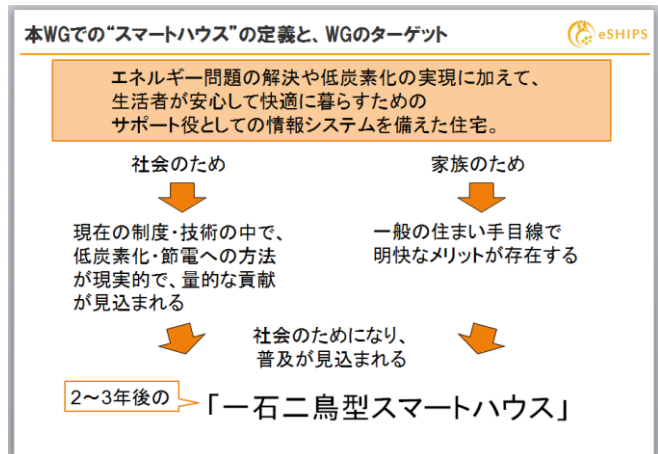 本WGでの“スマートハウス”の定義と、WGのターゲット
eSHIPS
エネルギー問題の解決や低炭素化の実現に加えて、
生活者が安心して快適に暮らすための
サポート役としての情報システムを備えた住宅。
社会のため
家族のため
現在の制度・技術の中で、
低炭素化・節電への方法
が現実的で、量的な貢献
が見込まれる
一般の住まい手目線で
明快なメリットが存在する
社会のためになり、
普及が見込まれる
2～3年後の
「一石二鳥型スマートハウス」